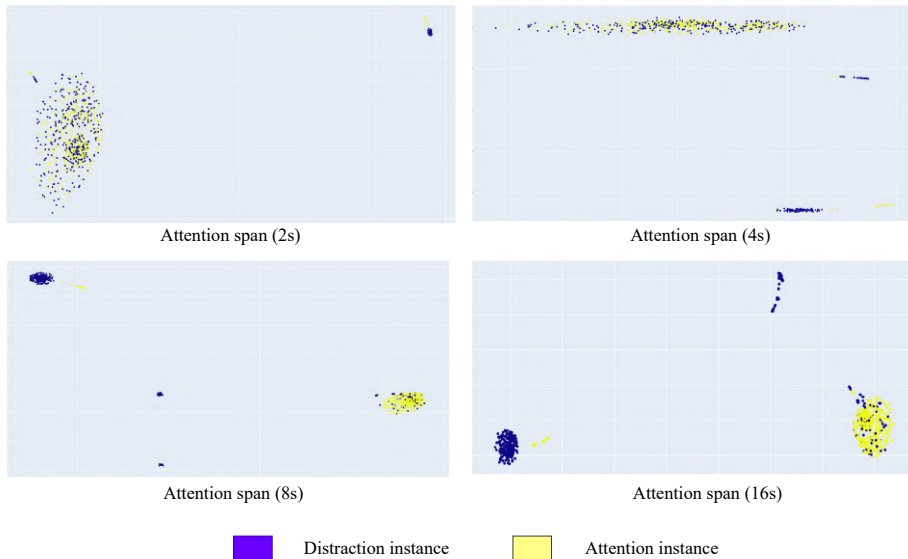 Attention span (2s)
Attention span (4s)
Attention span (8s)
Attention span (16s)
Distraction instance
Attention instance